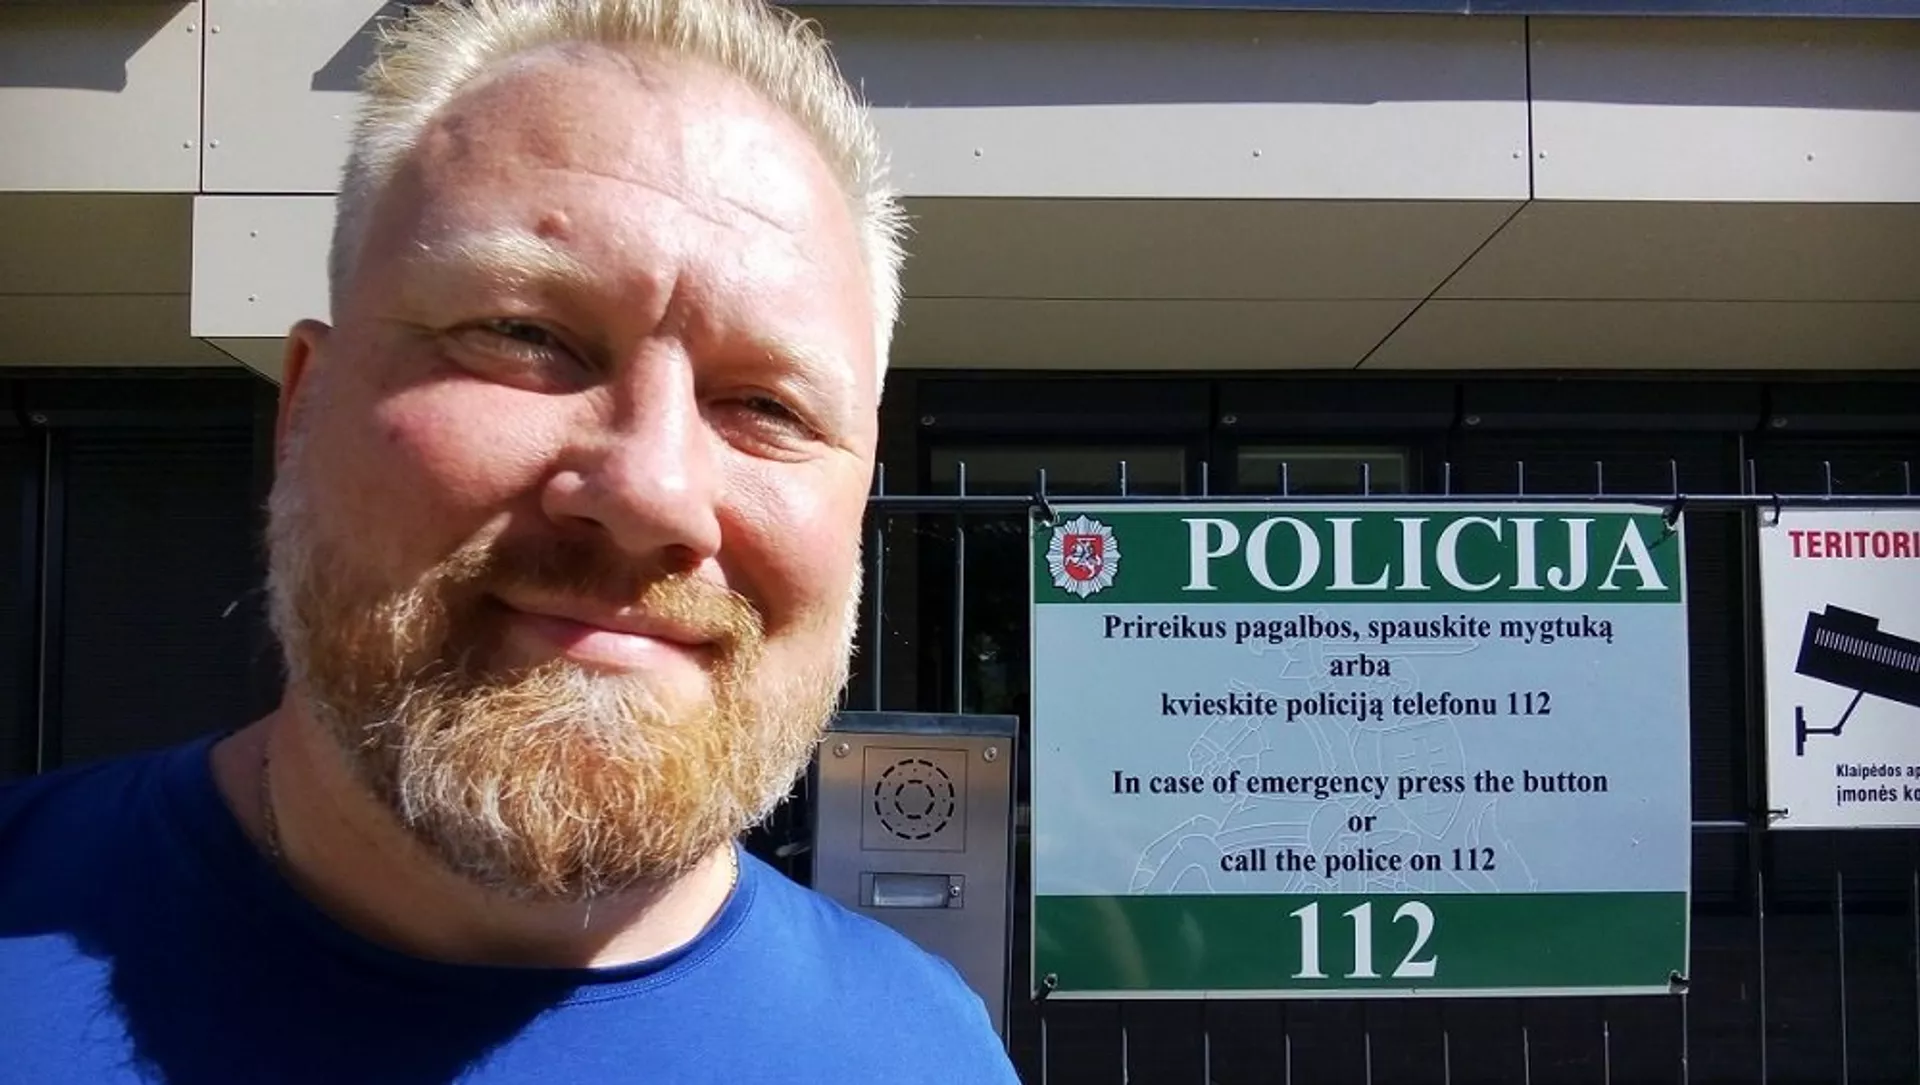 POLICIJA
Prireikus pagalbos, spauskite mygtuką
arba
kvieskite policiją telefonu 112
In case of emergency press the button
or
call the police on 112
112
TERITORI
Klaipėdos ap
įmonės ko